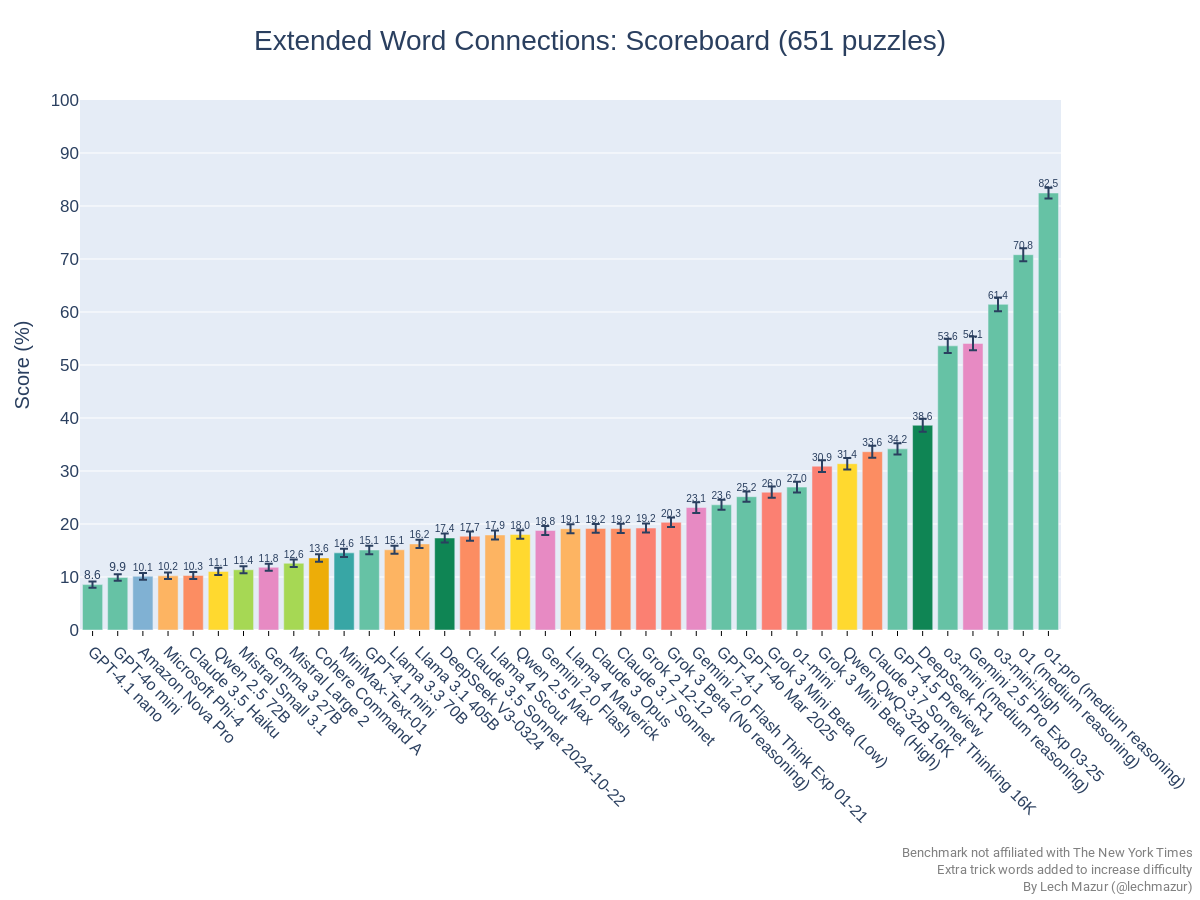 Extended Word Connections: Scoreboard (651 puzzles)
Score (%)
100
90
80
70
60
50
40
30
20
10
0
8.6
9.9
10.1
10.2
10.3
11.1
11.4
11.8
12.6
13.6
14.6
15.1
15.1
16.2
17.4
17.7
17.9
18.0
18.8
19.1
19.2
19.2
19.2
20.3
23.1
23.6
25.2
26.0
27.0
30.9
31.4
33.6
34.2
38.6
53.6
54.1
61.4
70.8
82.5
GPT-4.1 nano
GPT-4o mini
Amazon Nova Pro
Microsoft Phi-4
Claude 3.5 Haiku
Qwen 2.5 72B
Mistral Small 3.1
Gemma 3 27B
Mistral Large 2
Cohere Command A
MiniMax-Text-01
GPT-4.1 mini
Llama 3.3 70B
Llama 3.1 405B
DeepSeek V3-0324
Claude 3.5 Sonnet 2024-10-22
Llama 4 Scout
Qwen 2.5 Max
Gemini 2.0 Flash
Llama 4 Maverick
Claude 3 Opus
Claude 3.7 Sonnet
Grok 2 12-12
Grok 3 Beta (No reasoning)
Gemini 2.0 Flash Think Exp 01-21
GPT-4.1
GPT-4o Mar 2025
Grok 3 Mini Beta (Low)
o1-mini
Grok 3 Mini Beta (High)
Qwen QwQ-32B 16K
Claude 3.7 Sonnet Thinking 16K
GPT-4.5 Preview
DeepSeek R1
o3-mini (medium reasoning)
Gemini 2.5 Pro Exp 03-25
o3-mini-high
o1 (medium reasoning)
o1-pro (medium reasoning)
Benchmark not affiliated with The New York Times
Extra trick words added to increase difficulty
By Lech Mazur (@lechmazur)